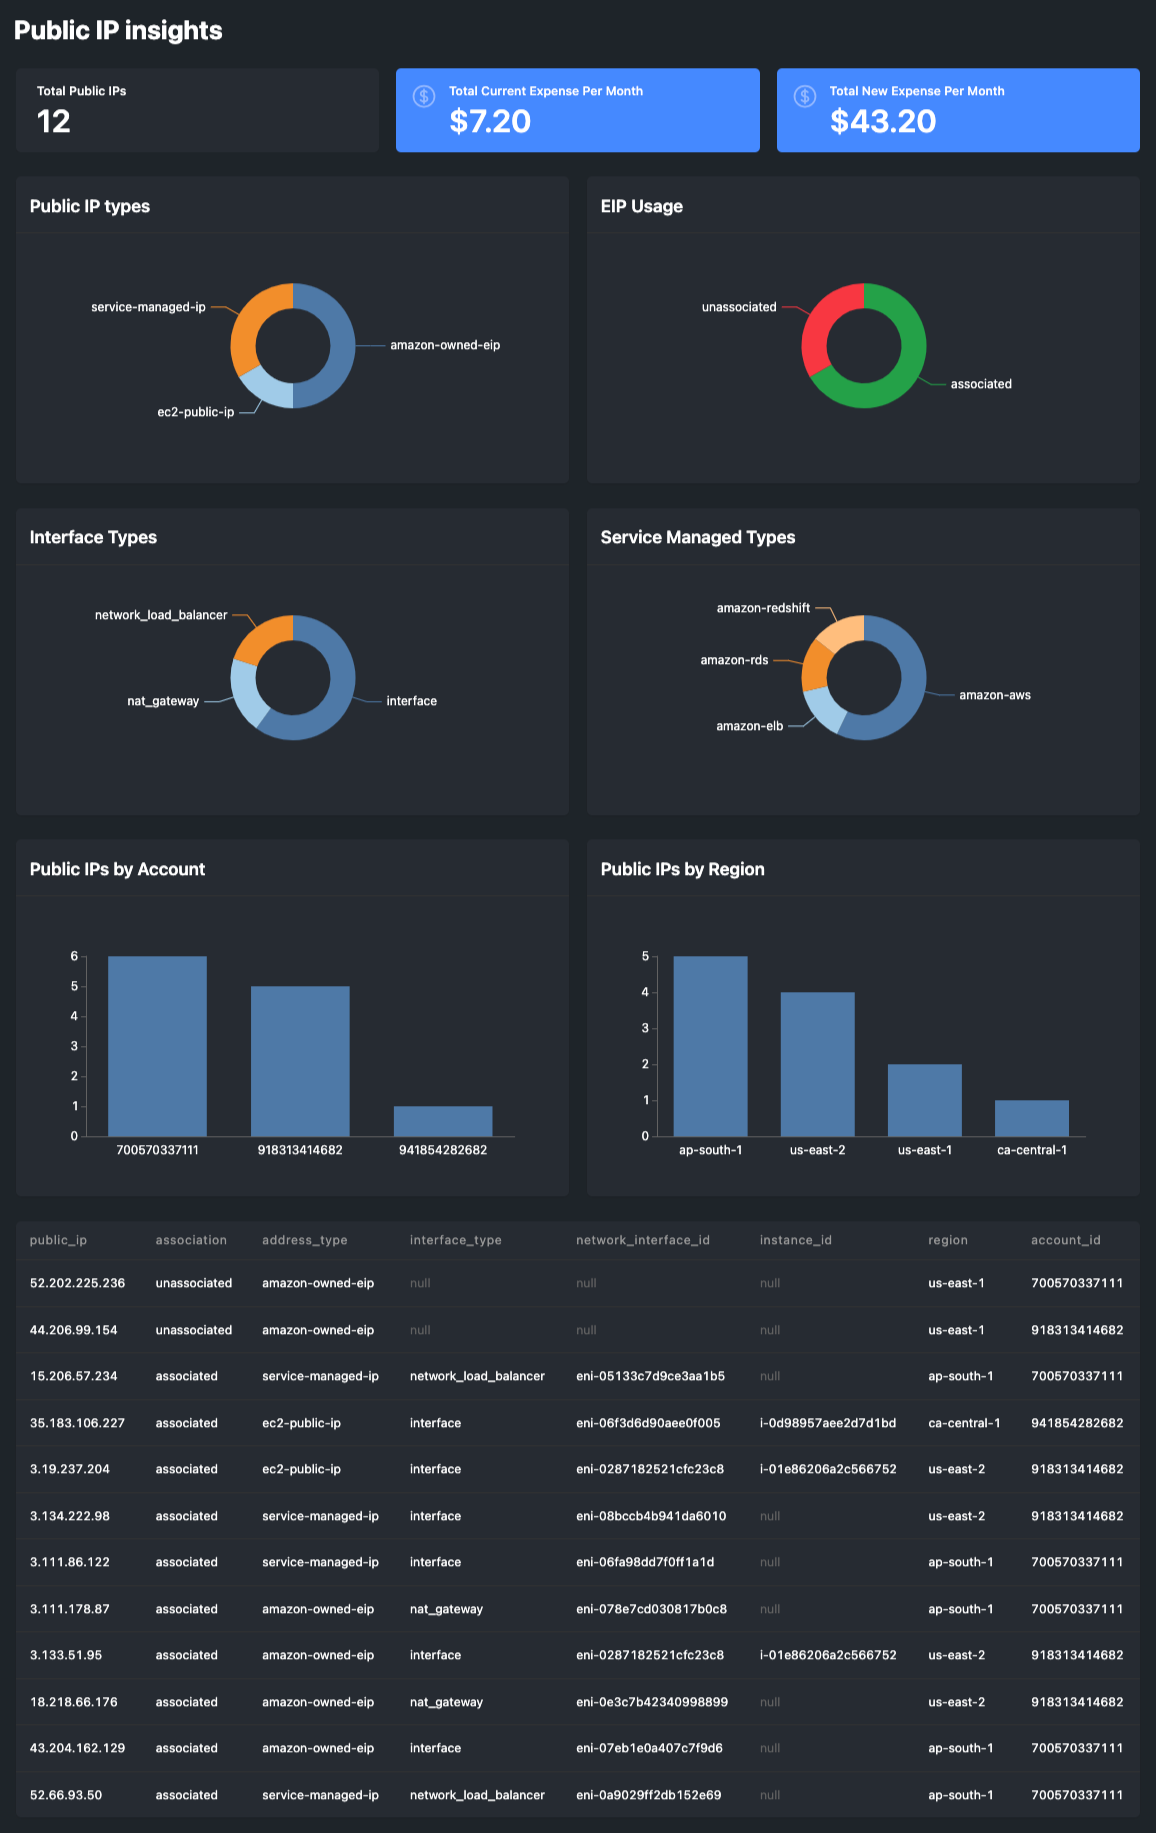 Public IP insights
Total Public IPs
12
Total Current Expense Per Month
$7.20
Total New Expense Per Month
$43.20
Public IP types
service-managed-ip
amazon-owned-eip
ec2-public-ip
EIP Usage
unassociated
associated
Interface Types
network_load_balancer
nat_gateway
interface
Service Managed Types
amazon-redshift
amazon-rds
amazon-aws
amazon-elb
Public IPs by Account
6
5
4
3
2
1
0
700570337111 918313414682 941854282682
Public IPs by Region
5
4
3
2
1
0
ap-south-1 us-east-2 us-east-1 ca-central-1
public_ip association address_type interface_type network_interface_id instance_id region account_id
52.202.225.236 unassociated amazon-owned-eip null null null us-east-1 700570337111
44.206.99.154 unassociated amazon-owned-eip null null null us-east-1 918313414682
15.206.57.234 associated service-managed-ip network_load_balancer eni-05133c7d9ce3aa1b5 null ap-south-1 700570337111
35.183.106.227 associated ec2-public-ip interface eni-06f3d6d90aee0f005 i-0d98957aee2d7d1bd ca-central-1 941854282682
3.19.237.204 associated ec2-public-ip interface eni-0287182521cfc23c8 i-01e86206a2c566752 us-east-2 918313414682
3.134.222.98 associated service-managed-ip interface eni-08bccb4b941da6010 null us-east-2 918313414682
3.111.86.122 associated service-managed-ip interface eni-06fa98dd7f0ff1a1d null ap-south-1 700570337111
3.111.178.87 associated amazon-owned-eip nat_gateway eni-078e7cd030817b0c8 null ap-south-1 700570337111
3.133.51.95 associated amazon-owned-eip interface eni-0287182521cfc23c8 i-01e86206a2c566752 us-east-2 918313414682
18.218.66.176 associated amazon-owned-eip nat_gateway eni-0e3c7b42340998899 null us-east-2 918313414682
43.204.162.129 associated amazon-owned-eip interface eni-07eb1e0a407c7f9d6 null ap-south-1 700570337111
52.66.93.50 associated service-managed-ip network_load_balancer eni-0a9029ff2db152e69 null ap-south-1 700570337111